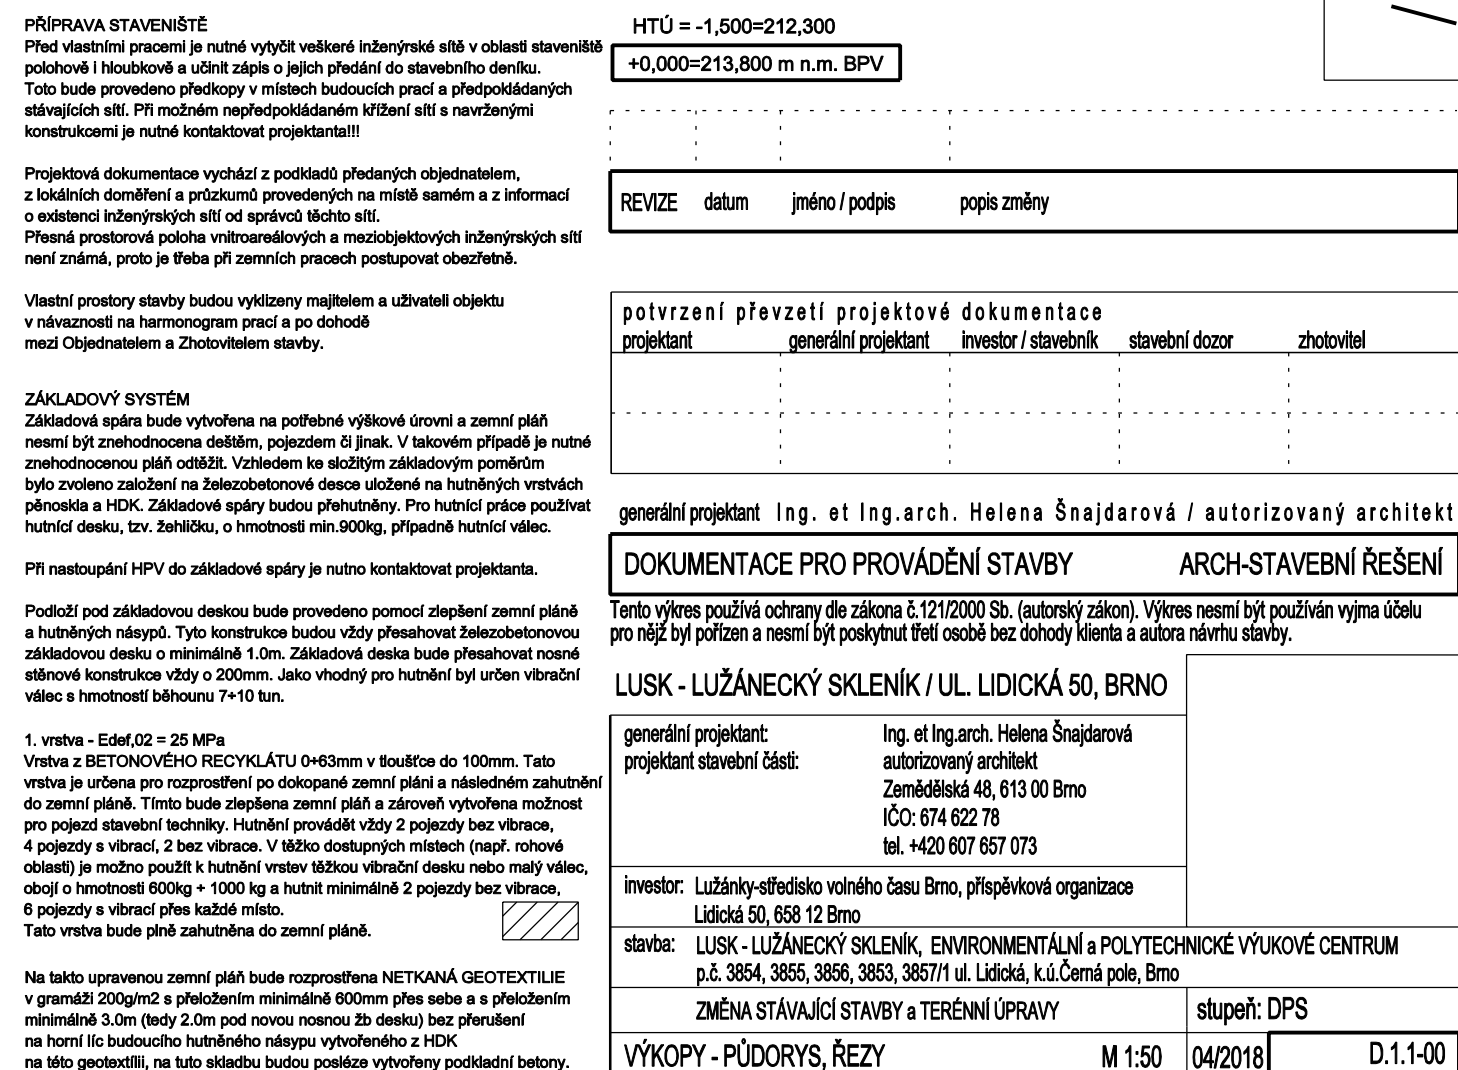 PŘÍPRAVA STAVENIŠTĚ
Před vlastními pracemi je nutné vytyčit veškeré inženýrské sítě v oblasti staveniště
polohově i hloubkově a učinit zápis o jejich předání do stavebního deníku.
Toto bude provedeno předkopy v místech budoucích prací a předpokládaných
stávajících sítí. Při možném nepředpokládaném křížení sítí s navrženými
konstrukcemi je nutné kontaktovat projektanta!!!
Projektová dokumentace vychází z podkladů předaných objednatelem,
z lokálních doměření a průzkumů provedených na místě samém a z informací
o existenci inženýrských sítí od správců těchto sítí.
Přesná prostorová poloha vnitroareálových a meziobjektových inženýrských sítí
není známá, proto je třeba při zemních pracech postupovat obezřetně.
Vlastní prostory stavby budou vyklizeny majitelem a uživateli objektu
v návaznosti na harmonogram prací a po dohodě
mezi Objednatelem a Zhotovitelem stavby.
ZÁKLADOVÝ SYSTÉM
Základová spára bude vytvořena na potřebné výškové úrovni a zemní pláň
nesmí být znehodnocena deštěm, pojezdem či jinak. V takovém případě je nutné
znehodnocenou pláň odtěžit. Vzhledem ke složitým základovým poměrům
bylo zvoleno založení na železobetonové desce uložené na hutněných vrstvách
pěnoskla a HDK. Základové spáry budou přehutněny. Pro hutnící práce používat
hutnící desku, tzv. žehličku, o hmotnosti min.900kg, případně hutnící válec.
Při nastoupání HPV do základové spáry je nutno kontaktovat projektanta.
Podloží pod základovou deskou bude provedeno pomocí zlepšení zemní pláně
a hutněných násypů. Tyto konstrukce budou vždy přesahovat železobetonovou
základovou desku o minimálně 1.0m. Základová deska bude přesahovat nosné
stěnové konstrukce vždy o 200mm. Jako vhodný pro hutnění byl určen vibrační
válec s hmotností běhounu 7÷10 tun.
1. vrstva - Edef,02 = 25 MPa
Vrstva z BETONOVÉHO RECYKLÁTU 0÷63mm v tloušťce do 100mm. Tato
vrstva je určena pro rozprostření po dokopané zemní pláni a následném zahutnění
do zemní pláně. Tímto bude zlepšena zemní pláň a zároveň vytvořena možnost
pro pojezd stavební techniky. Hutnění provádět vždy 2 pojezdy bez vibrace,
4 pojezdy s vibrací, 2 bez vibrace. V těžko dostupných místech (např. rohové
oblasti) je možno použít k hutnění vrstev těžkou vibrační desku nebo malý válec,
obojí o hmotnosti 600kg ÷ 1000 kg a hutnit minimálně 2 pojezdy bez vibrace,
6 pojezdy s vibrací přes každé místo.
Tato vrstva bude plně zahutněna do zemní pláně.
Na takto upravenou zemní pláň bude rozprostřena NETKANÁ GEOTEXTILIE
v gramáži 200g/m2 s přeložením minimálně 600mm přes sebe a s přeložením
minimálně 3.0m (tedy 2.0m pod novou nosnou žb desku) bez přerušení
na horní líc budoucího hutněného násypu vytvořeného z HDK
na této geotextílii, na tuto skladbu budou posléze vytvořeny podkladní betony.
HTÚ = -1,500=212,300
+0,000=213,800 m n.m. BPV
REVIZE datum jméno / podpis popis změny
potvrzení převzetí projektové dokumentace
projektant generální projektant investor / stavebník stavební dozor zhotovitel
generální projektant Ing. et Ing.arch. Helena Šnajdarová / autorizovaný architekt
DOKUMENTACE PRO PROVÁDĚNÍ STAVBY ARCH-STAVEBNÍ ŘEŠENÍ
Tento výkres používá ochrany dle zákona č.121/2000 Sb. (autorský zákon). Výkres nesmí být používán vyjma účelu
pro nějž byl pořízen a nesmí být poskytnut třetí osobě bez dohody klienta a autora návrhu stavby.
LUSK - LUŽÁNECKÝ SKLENÍK / UL. LIDICKÁ 50, BRNO
generální projektant: Ing. et Ing.arch. Helena Šnajdarová
projektant stavební části: autorizovaný architekt
Zemědělská 48, 613 00 Brno
IČO: 674 622 78
tel. +420 607 657 073
investor: Lužánky-středisko volného času Brno, příspěvková organizace
Lidická 50, 658 12 Brno
stavba: LUSK - LUŽÁNECKÝ SKLENÍK, ENVIRONMENTÁLNÍ a POLYTECHNICKÉ VÝUKOVÉ CENTRUM
p.č. 3854, 3855, 3856, 3853, 3857/1 ul. Lidická, k.ú.Černá pole, Brno
ZMĚNA STÁVAJÍCÍ STAVBY a TERÉNNÍ ÚPRAVY stupeň: DPS
VÝKOPY - PŮDORYS, ŘEZY M 1:50 04/2018 D.1.1-00